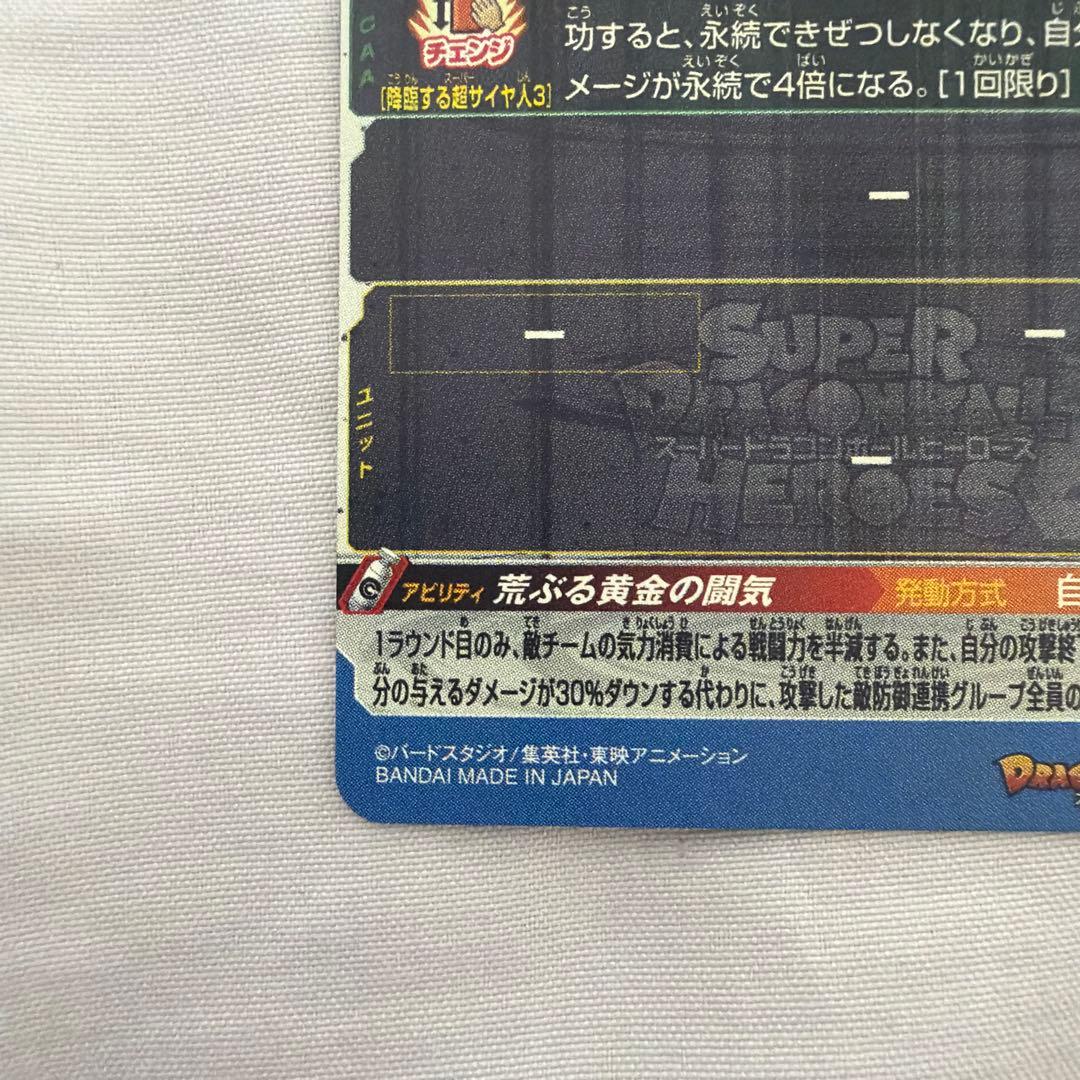 CAA
チェンジ
[降臨する超サイヤ人3]
功すると、永続できぜつしなくなり、自分
メージが永続で4倍になる。[1回限り]
ユニット
SUPER
DRAGON BALL
スーパードラゴンボールヒーローズ
HEROES
アビリティ 荒ぶる黄金の闘気 発動方式 自
1ラウンド目のみ、敵チームの気力消費による戦闘力を半減する。また、自分の攻撃終
分の与えるダメージが30%ダウンする代わりに、攻撃した敵防御連携グループ全員の
©バードスタジオ/集英社・東映アニメーション
BANDAI MADE IN JAPAN
DRAG